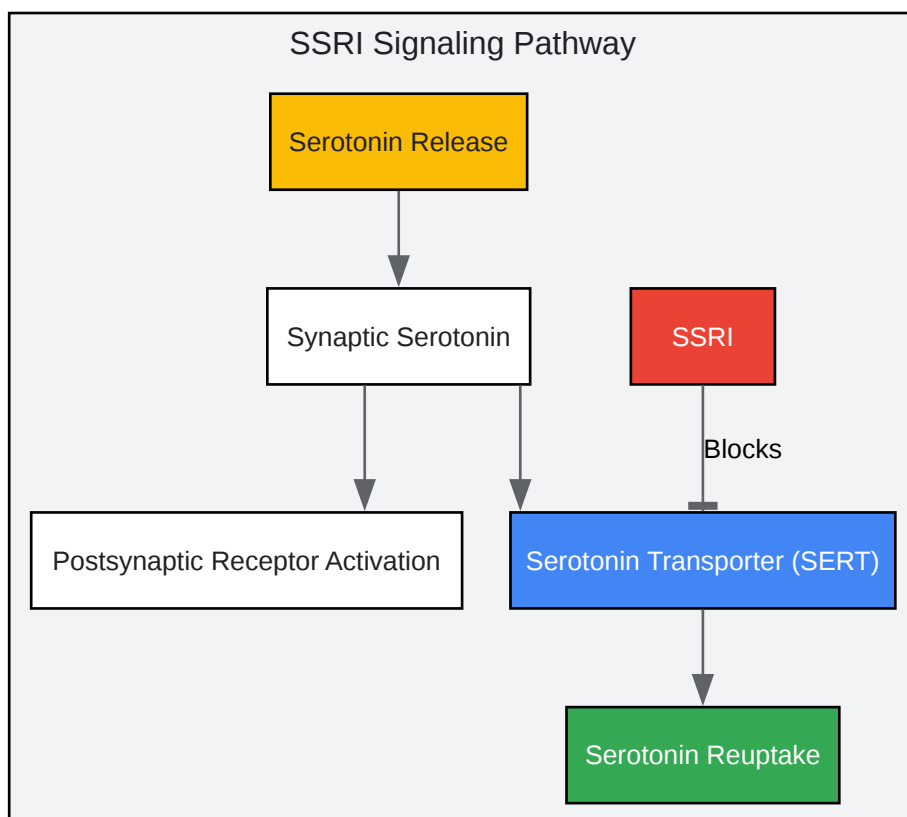 SSRI Signaling Pathway
Serotonin Release
Synaptic Serotonin
SSRI
Blocks
Postsynaptic Receptor Activation
Serotonin Transporter (SERT)
Serotonin Reuptake